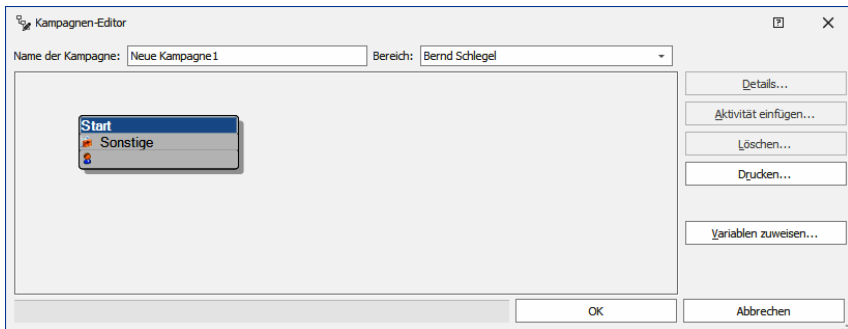 Kampagnen-Editor
Name der Kampagne: Neue Kampagne1 Bereich: Bernd Schlegel
Details...
Aktivität einfügen...
Löschen...
Drucken...
Variablen zuweisen...
Start
Sonstige
OK Abbrechen